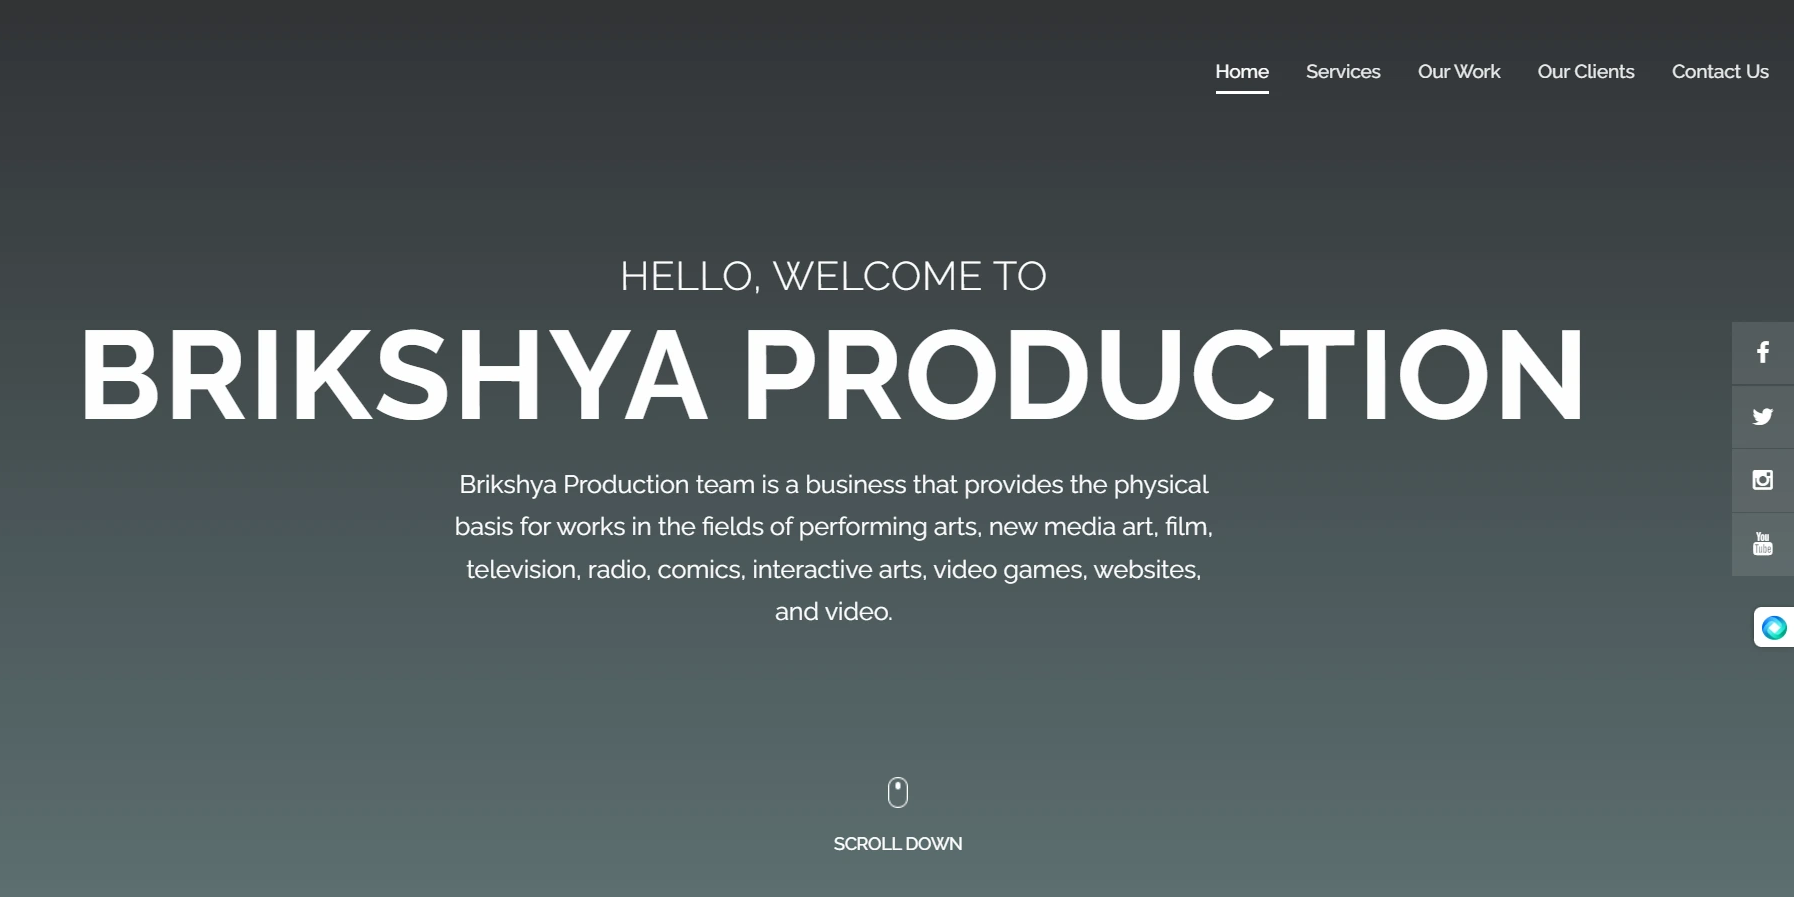 Home Services Our Work Our Clients Contact Us
HELLO, WELCOME TO
BRIKSHYA PRODUCTION
Brikshya Production team is a business that provides the physical
basis for works in the fields of performing arts, new media art, film,
television, radio, comics, interactive arts, video games, websites,
and video.
You
Tube
SCROLL DOWN